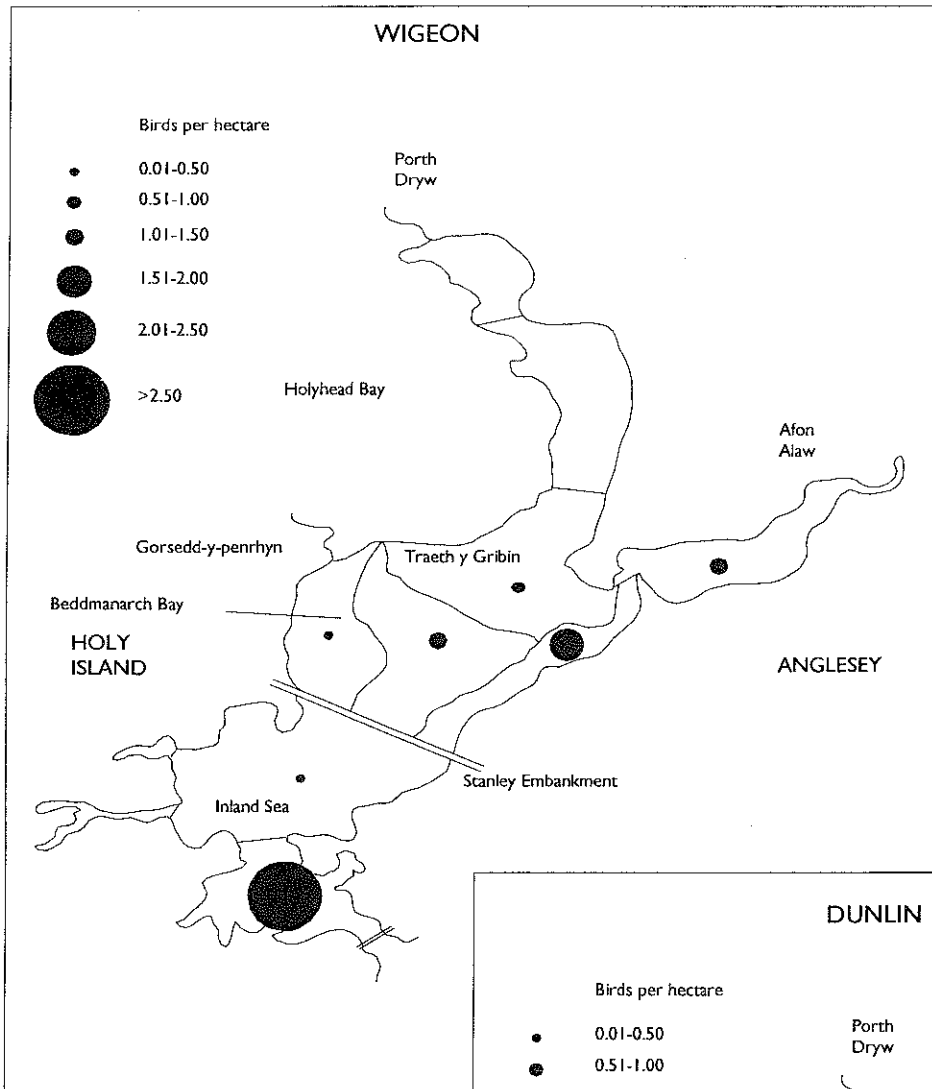 WIGEON
Birds per hectare
0.01-0.50
0.51-1.00
1.01-1.50
1.51-2.00
2.01-2.50
>2.50
Porth
Dryw
Holyhead Bay
Afon
Alaw
Gorsedd-y-penrhyn
Traeth y Gribin
Beddmanarch Bay
HOLY
ISLAND
ANGLESEY
Stanley Embankment
Inland Sea
DUNLIN
Birds per hectare
0.01-0.50
0.51-1.00
Porth
Dryw